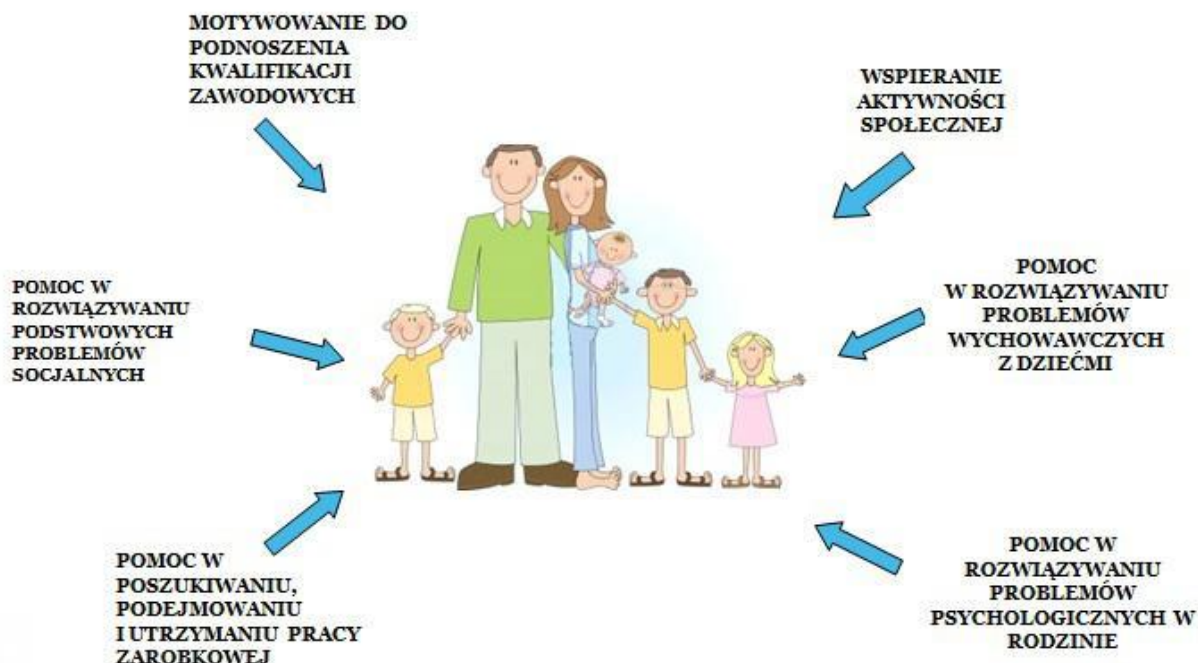 MOTYWOWANIE DO
PODNOSZENIA
KWALIFIKACJI
ZAWODOWYCH
WSPIERANIE
AKTYWNOŚCI
SPOŁECZNEJ
POMOC W
ROZWIĄZYWANIU
PODSTWOWYCH
PROBLEMÓW
SOCJALNYCH
POMOC
W ROZWIĄZYWANIU
PROBLEMÓW
WYCHOWAWCZYCH
Z DZIEĆMI
POMOC W
POSZUKIWANIU,
PODEJMOWANIU
I UTRZYMANIU PRACY
ZAROBKOWEJ
POMOC W
ROZWIĄZYWANIU
PROBLEMÓW
PSYCHOLOGICZNYCH W
RODZINIE